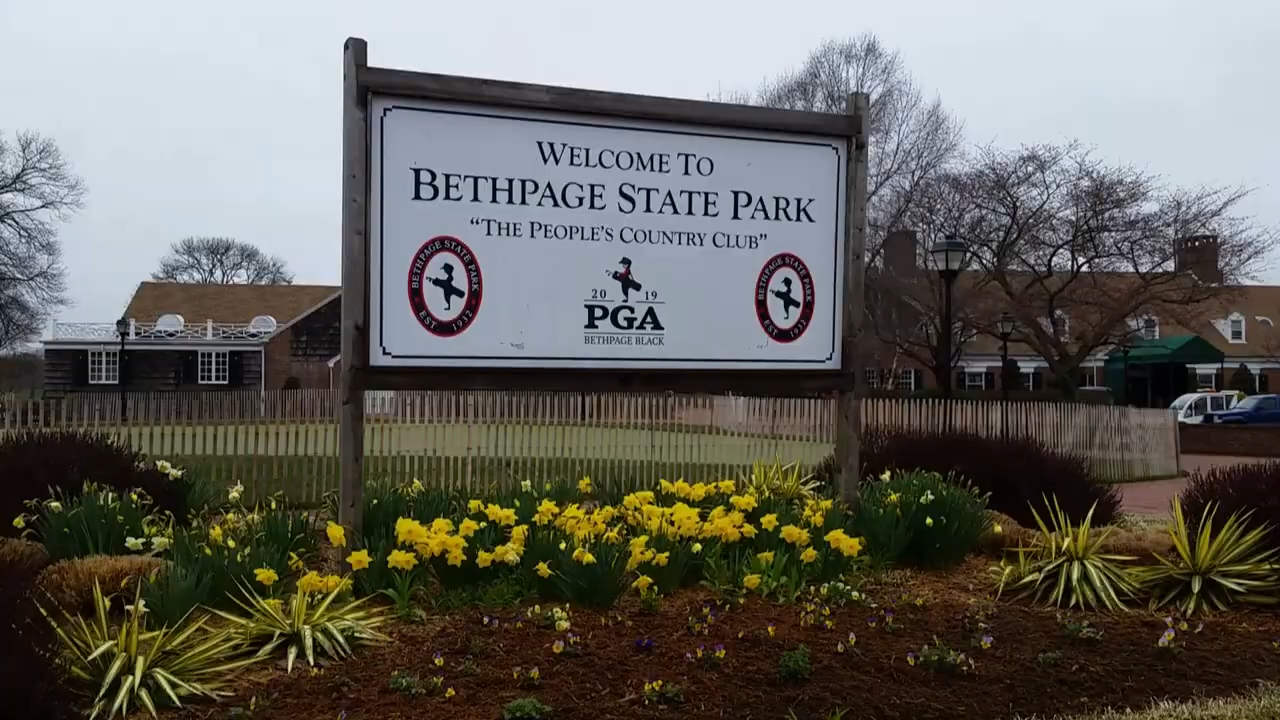 WELCOME TO
BETHPAGE STATE PARK
“THE PEOPLE'S COUNTRY CLUB”
BETHPAGE STATE PARK
EST. 1932
2019
PGA
BETHPAGE BLACK
BETHPAGE STATE PARK
EST. 1932